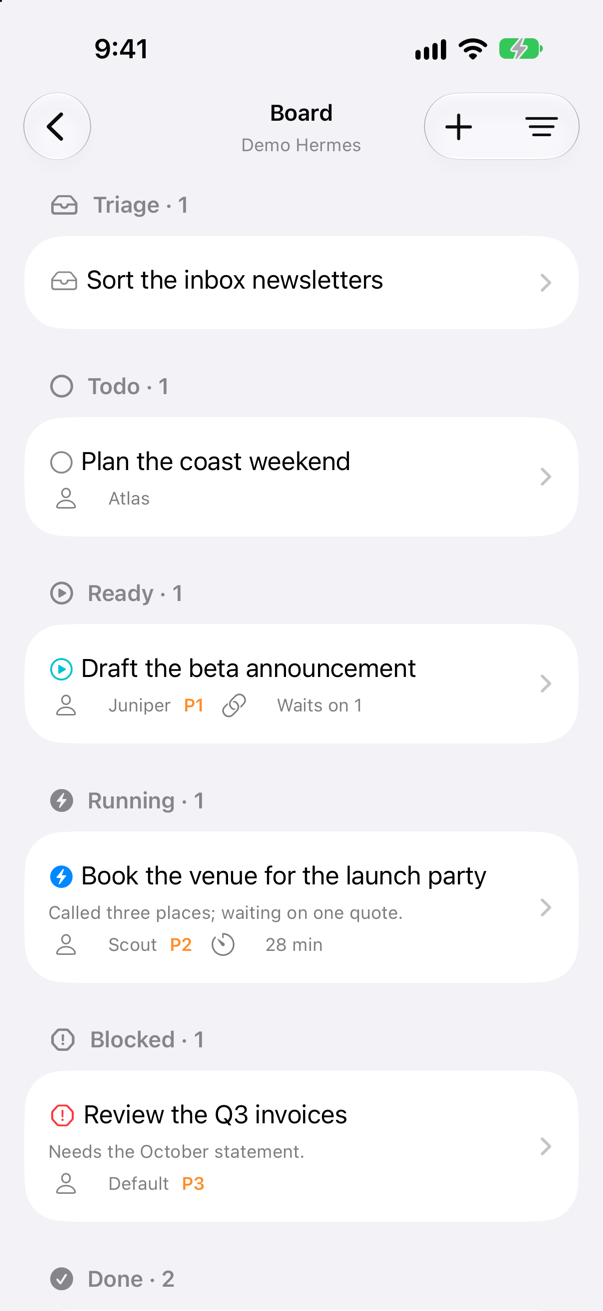 9:41
Board
Demo Hermes
Triage · 1
Sort the inbox newsletters
Todo · 1
Plan the coast weekend
Atlas
Ready · 1
Draft the beta announcement
Juniper P1 Waits on 1
Running · 1
Book the venue for the launch party
Called three places; waiting on one quote.
Scout P2 28 min
Blocked · 1
Review the Q3 invoices
Needs the October statement.
Default P3
Done · 2